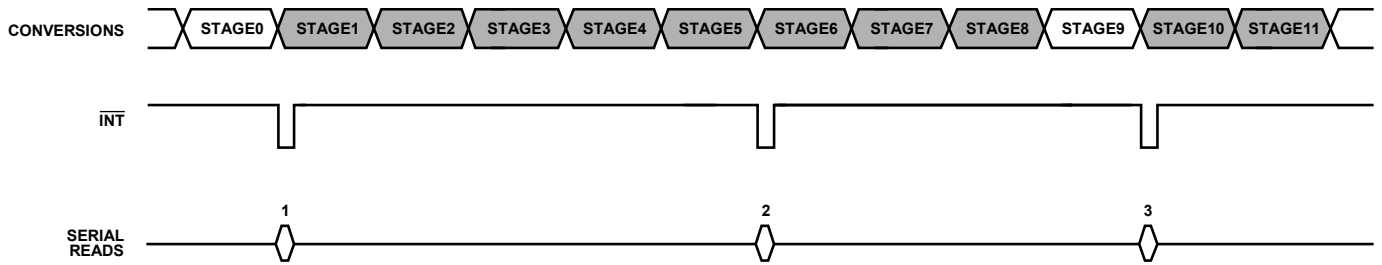 CONVERSIONS STAGE0 STAGE1 STAGE2 STAGE3 STAGE4 STAGE5 STAGE6 STAGE7 STAGE8 STAGE9 STAGE10 STAGE11
INT
1 2 3
SERIAL
READS